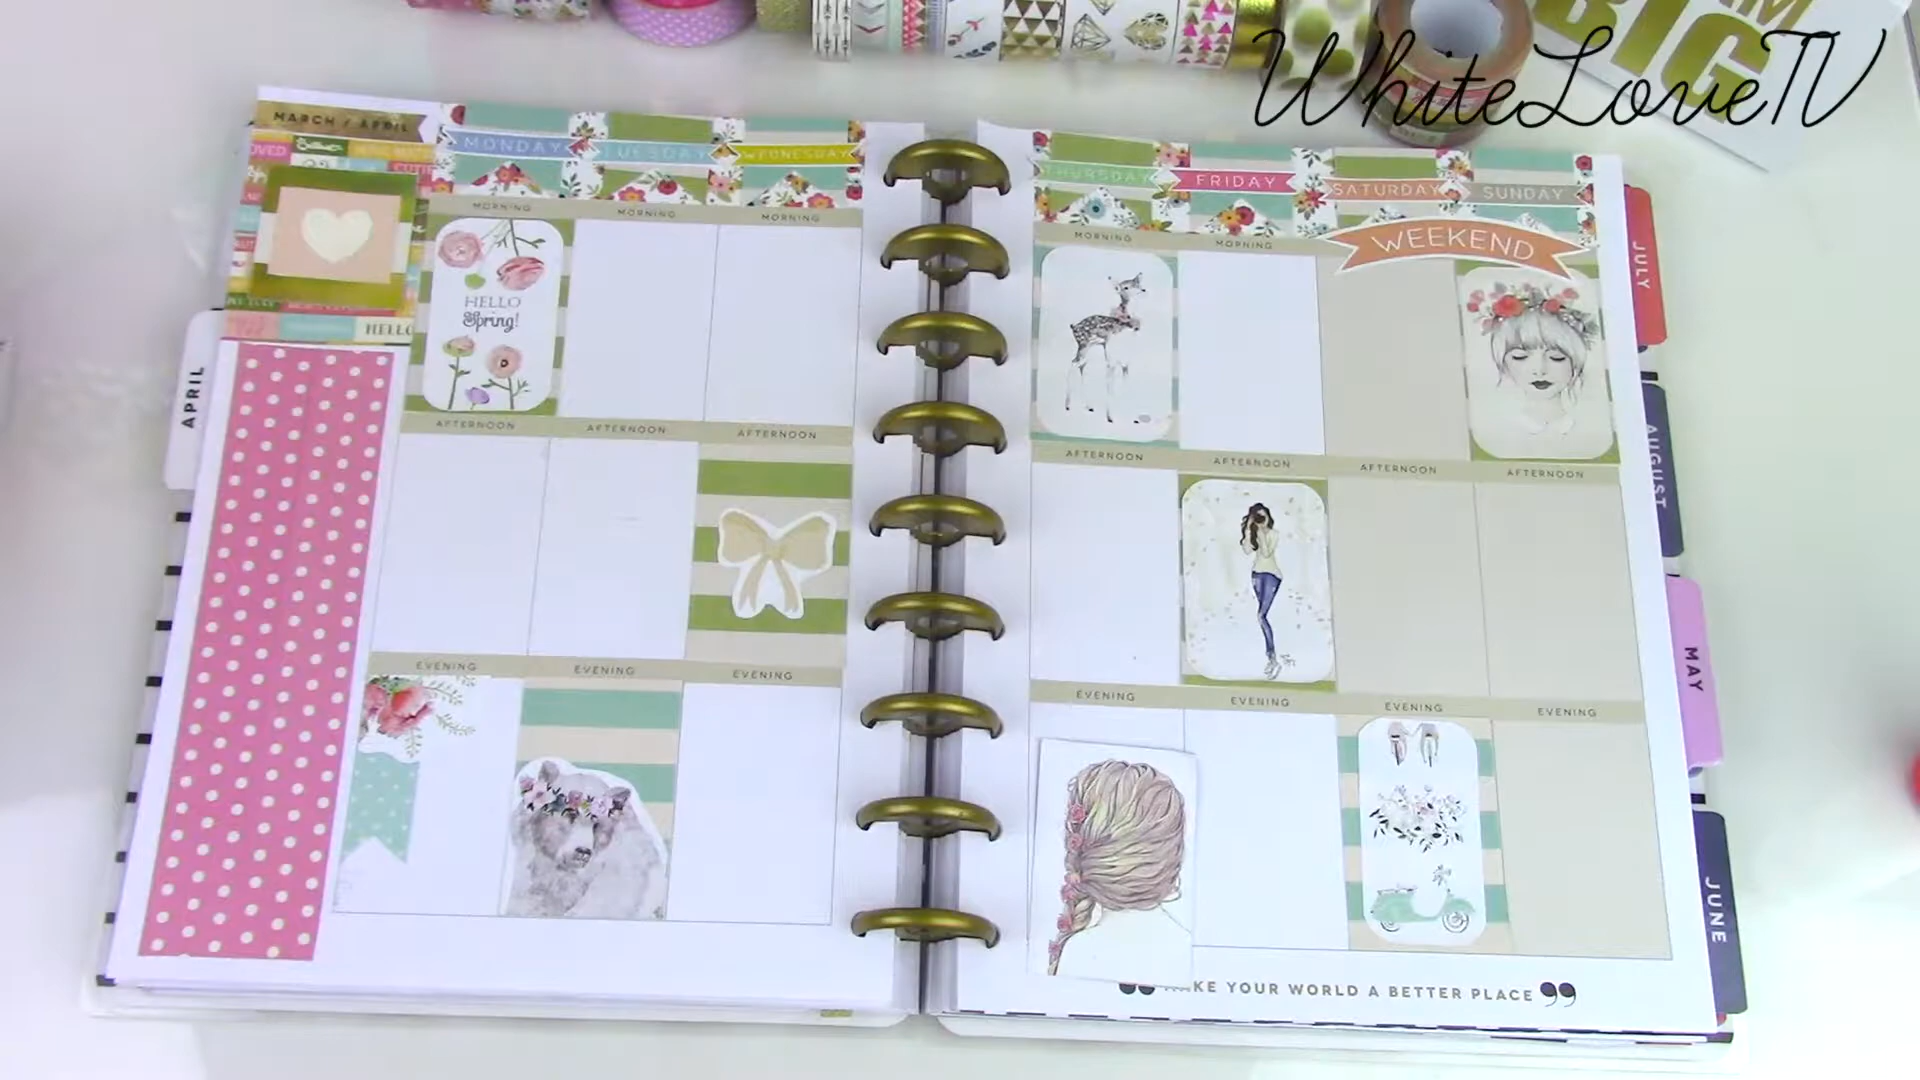 BIG
WhiteLoveTV
MARCH / APRIL
MONDAY
TUESDAY
WEDNESDAY
THURSDAY
FRIDAY
SATURDAY
SUNDAY
WEEKEND
MORNING
MORNING
MORNING
MORNING
MORNING
HELLO
Spring!
HELLO
AFTERNOON
AFTERNOON
AFTERNOON
AFTERNOON
AFTERNOON
AFTERNOON
AFTERNOON
EVENING
EVENING
EVENING
EVENING
EVENING
EVENING
EVENING
APRIL
JULY
AUGUST
MAY
JUNE
YOUR WORLD A BETTER PLACE